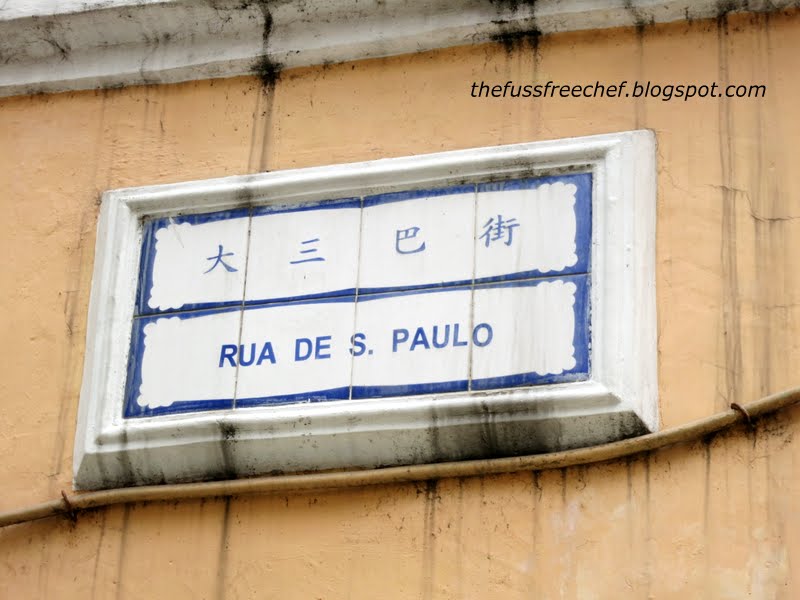 thefussfreechef.blogspot.com
大三巴街
RUA DE S. PAULO